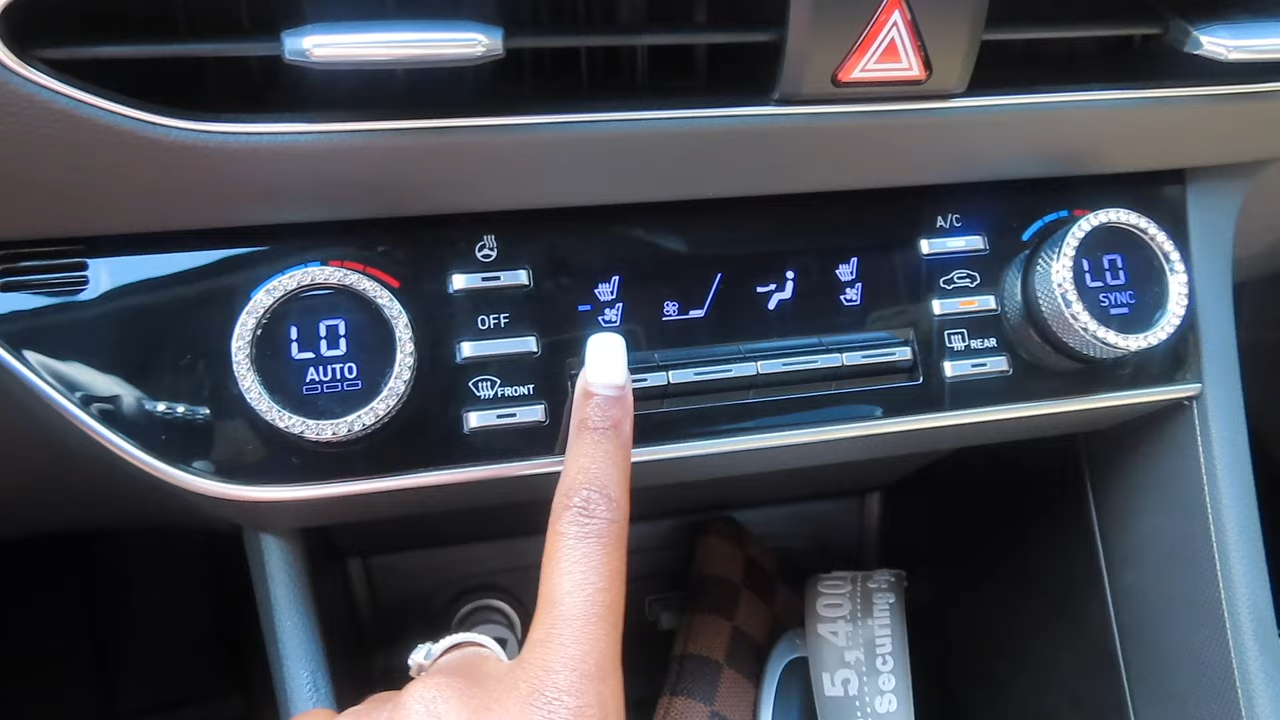 LO
AUTO
OFF
FRONT
A/C
REAR
LO
SYNC
5,400
Securing